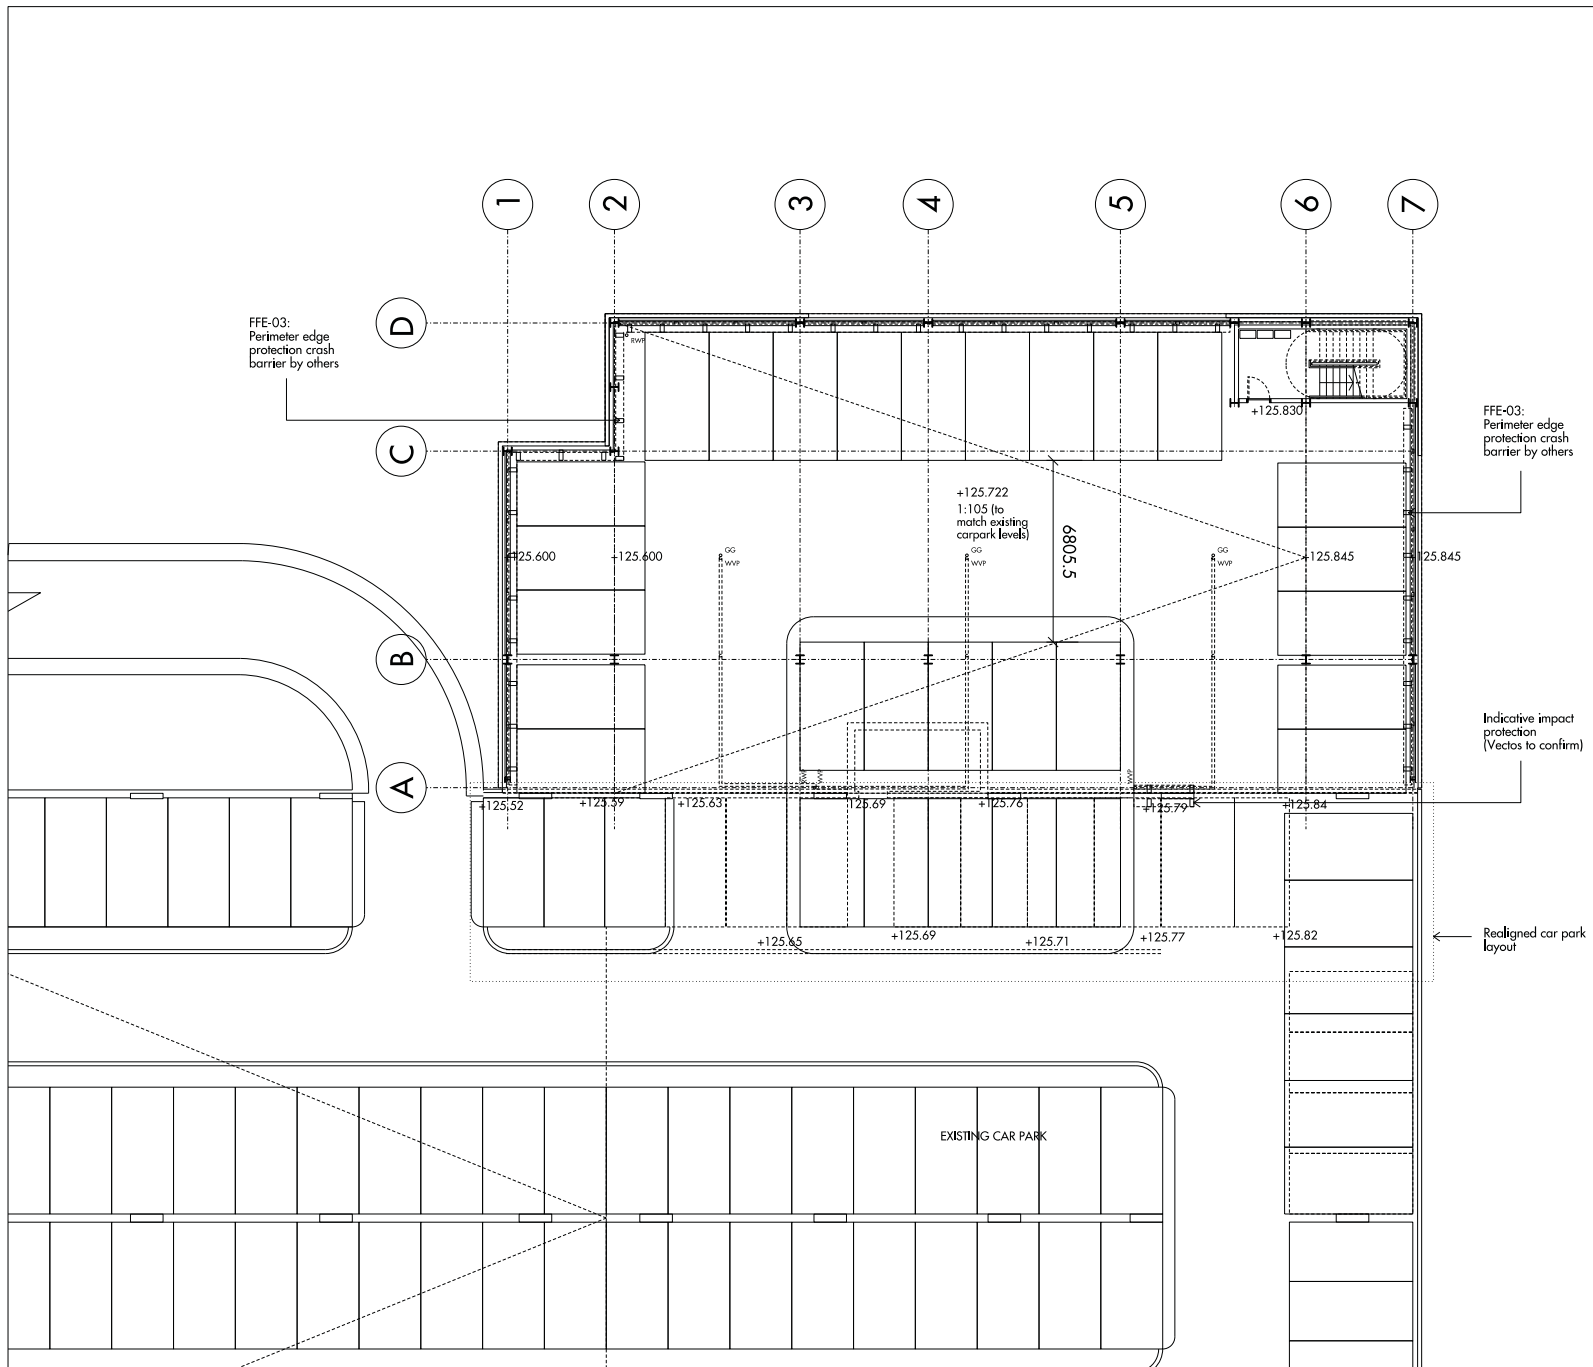 1
2
3
4
5
6
7
D
FFE-03:
Perimeter edge
protection crash
barrier by others
RWP
C
+125.830
FFE-03:
Perimeter edge
protection crash
barrier by others
+125.722
1:105 (to
match existing
carpark levels)
6805.5
+125.600
+125.600
GG
WVP
GG
WVP
GG
WVP
+125.845
+125.845
B
Indicative impact
protection
(Vectos to confirm)
A
WVP
WVP
WVP
+125.52
+125.59
+125.63
+125.69
+125.76
+125.79
+125.84
+125.65
+125.69
+125.71
+125.77
+125.82
Realigned car park
layout
EXISTING CAR PARK